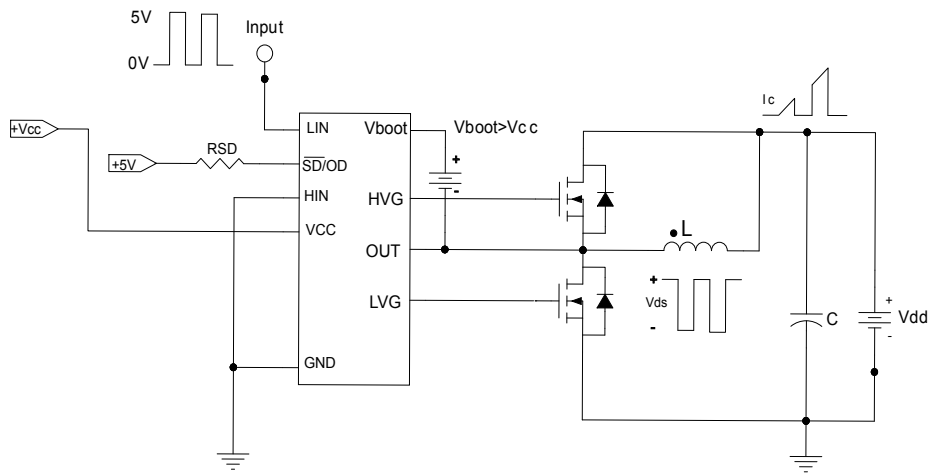 5V
0V
Input
+Vcc
+5V
RSD
LIN
SD/OD
HIN
VCC
GND
Vboot
HVG
OUT
LVG
Vboot>Vcc
+
-
L
+
Vds
-
Ic
C
+
Vdd
-